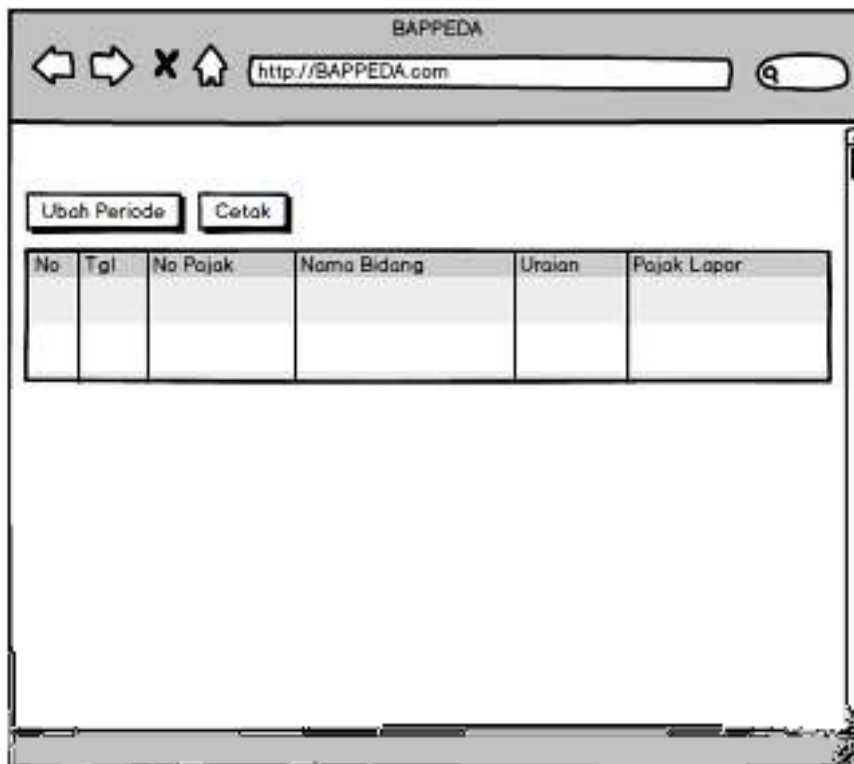 BAPPEDA
http://BAPPEDA.com
Ubah Periode Cetak
No Tgl No Pajak Nama Bidang Uraian Pajak Lapor